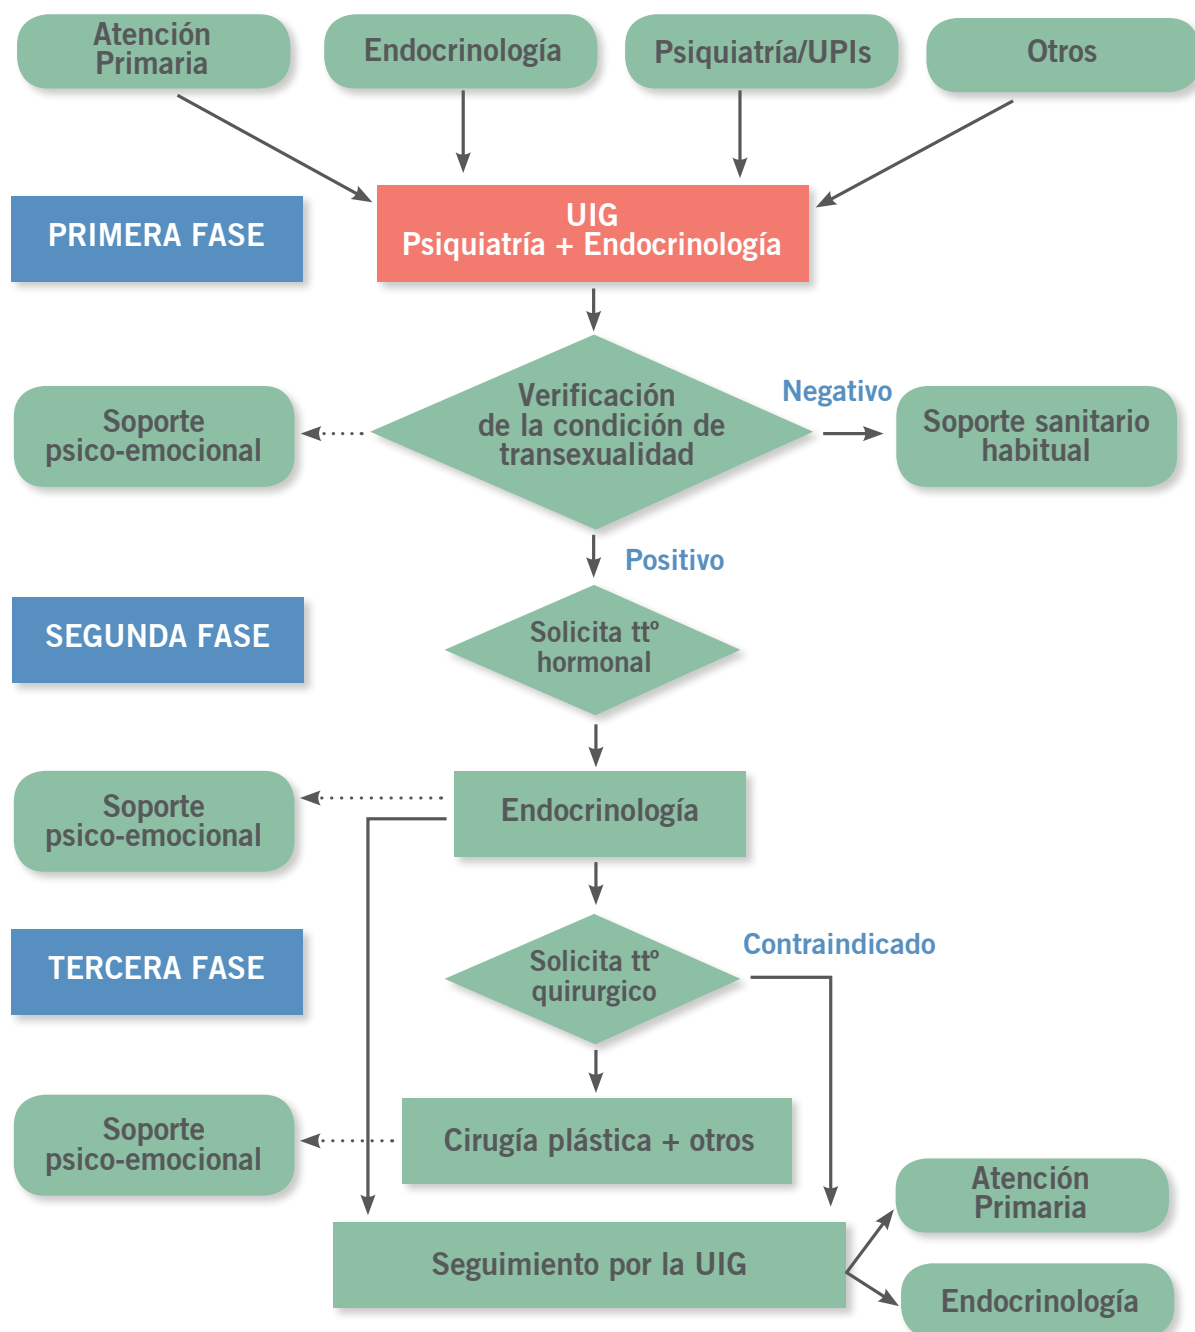 Atención
Primaria
Endocrinología
Psiquiatría/UPIs
Otros
PRIMERA FASE
UIG
Psiquiatría + Endocrinología
Soporte
psico-emocional
Verificación
de la condición de
transexualidad
Negativo
Soporte sanitario
habitual
Positivo
SEGUNDA FASE
Solicita ttº
hormonal
Soporte
psico-emocional
Endocrinología
TERCERA FASE
Solicita ttº
quirurgico
Contraindicado
Soporte
psico-emocional
Cirugía plástica + otros
Seguimiento por la UIG
Atención
Primaria
Endocrinología